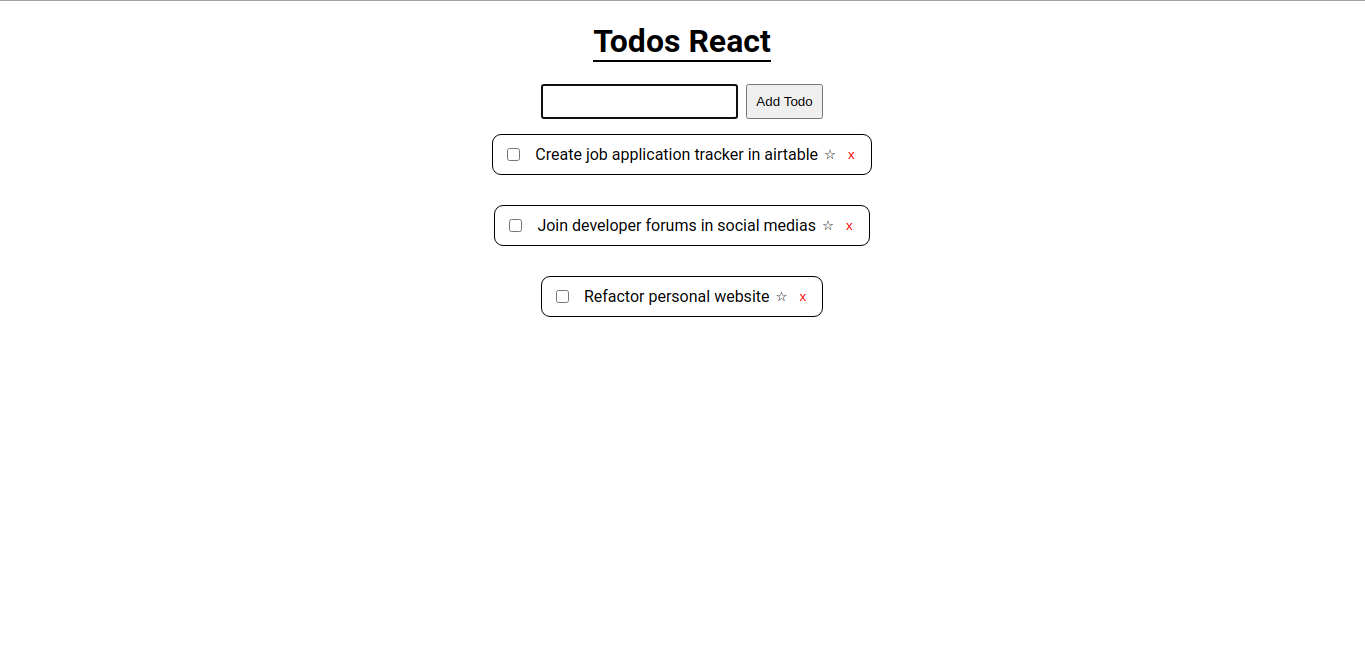 Todos React
Add Todo
Create job application tracker in airtable ☆ x
Join developer forums in social medias ☆ x
Refactor personal website ☆ x